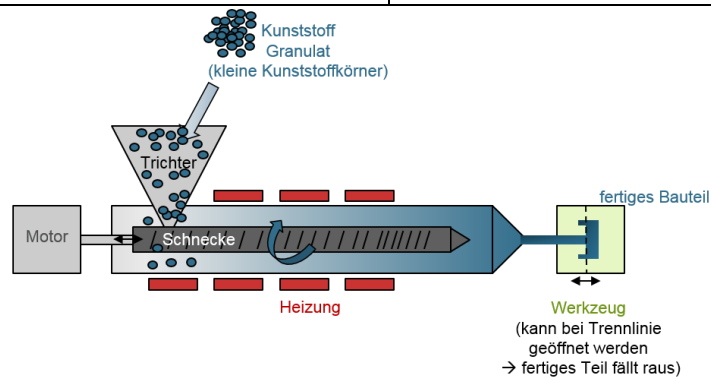 Kunststoff
Granulat
(kleine Kunststoffkörner)
Trichter
fertiges Bauteil
Motor
Schnecke
Heizung
Werkzeug
(kann bei Trennlinie
geöffnet werden
→ fertiges Teil fällt raus)